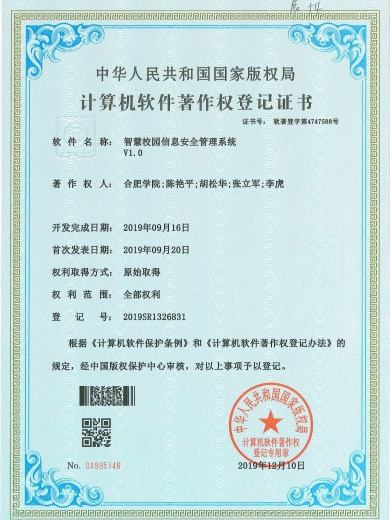 中华人民共和国国家版权局
计算机软件著作权登记证书
证书号： 软著登字第4747588号
软件名称： 智慧校园信息安全管理系统
V1.0
著作权人： 合肥学院;陈艳平;胡松华;张立军;李虎
开发完成日期： 2019年09月16日
首次发表日期： 2019年09月20日
权利取得方式： 原始取得
权利范围： 全部权利
登记号： 2019SR1326831
根据《计算机软件保护条例》和《计算机软件著作权登记办法》的
规定，经中国版权保护中心审核，对以上事项予以登记。
中华人民共和国国家版权局
计算机软件著作权
登记专用章
No. 04985146
2019年12月10日